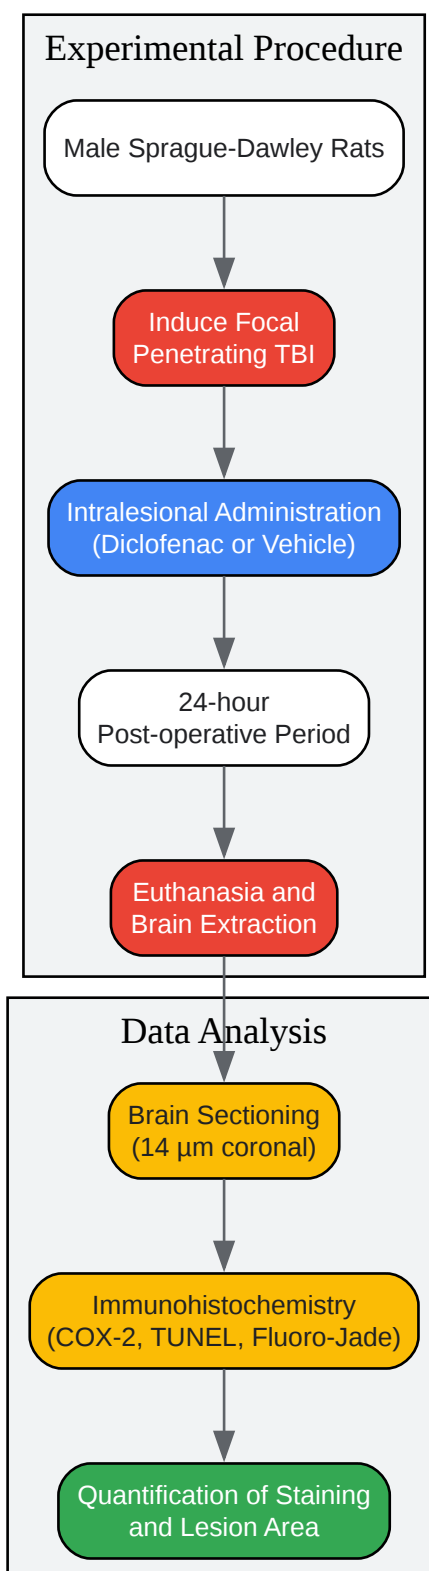 Experimental Procedure
Male Sprague-Dawley Rats
Induce Focal
Penetrating TBI
Intralesional Administration
(Diclofenac or Vehicle)
24-hour
Post-operative Period
Euthanasia and
Brain Extraction
Data Analysis
Brain Sectioning
(14 µm coronal)
Immunohistochemistry
(COX-2, TUNEL, Fluoro-Jade)
Quantification of Staining
and Lesion Area